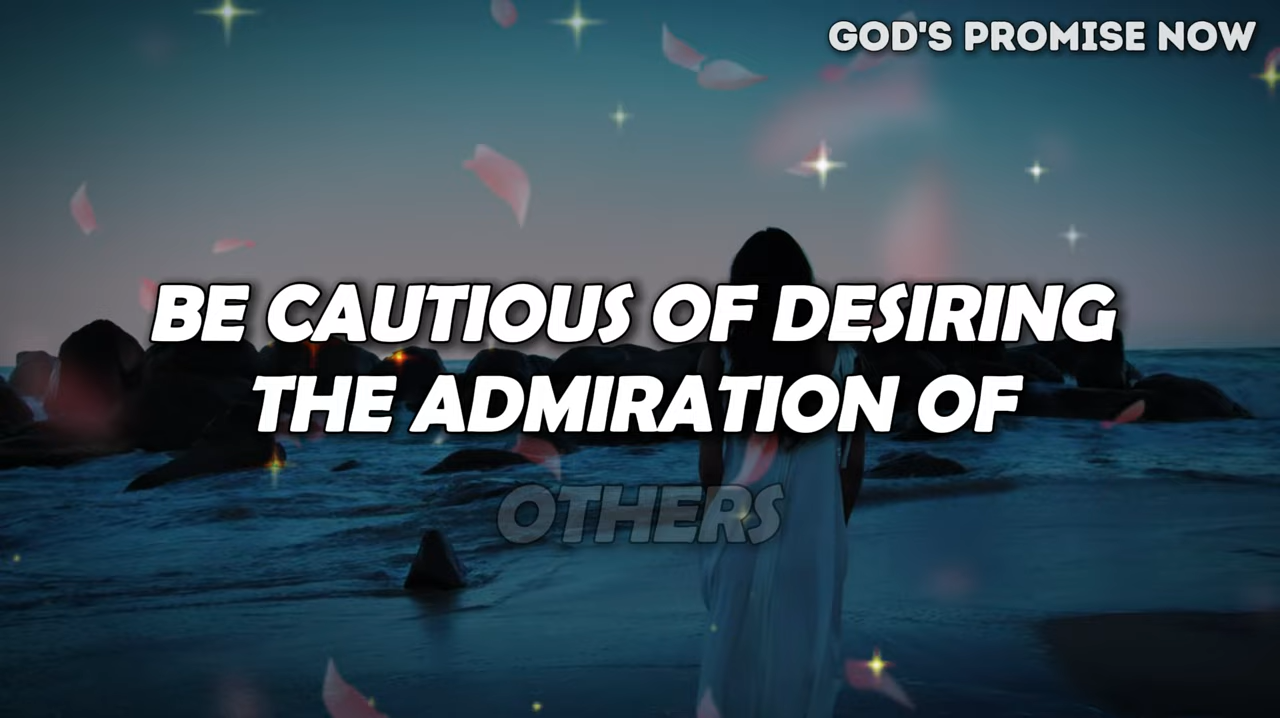 GOD'S PROMISE NOW
BE CAUTIOUS OF DESIRING
THE ADMIRATION OF
OTHERS